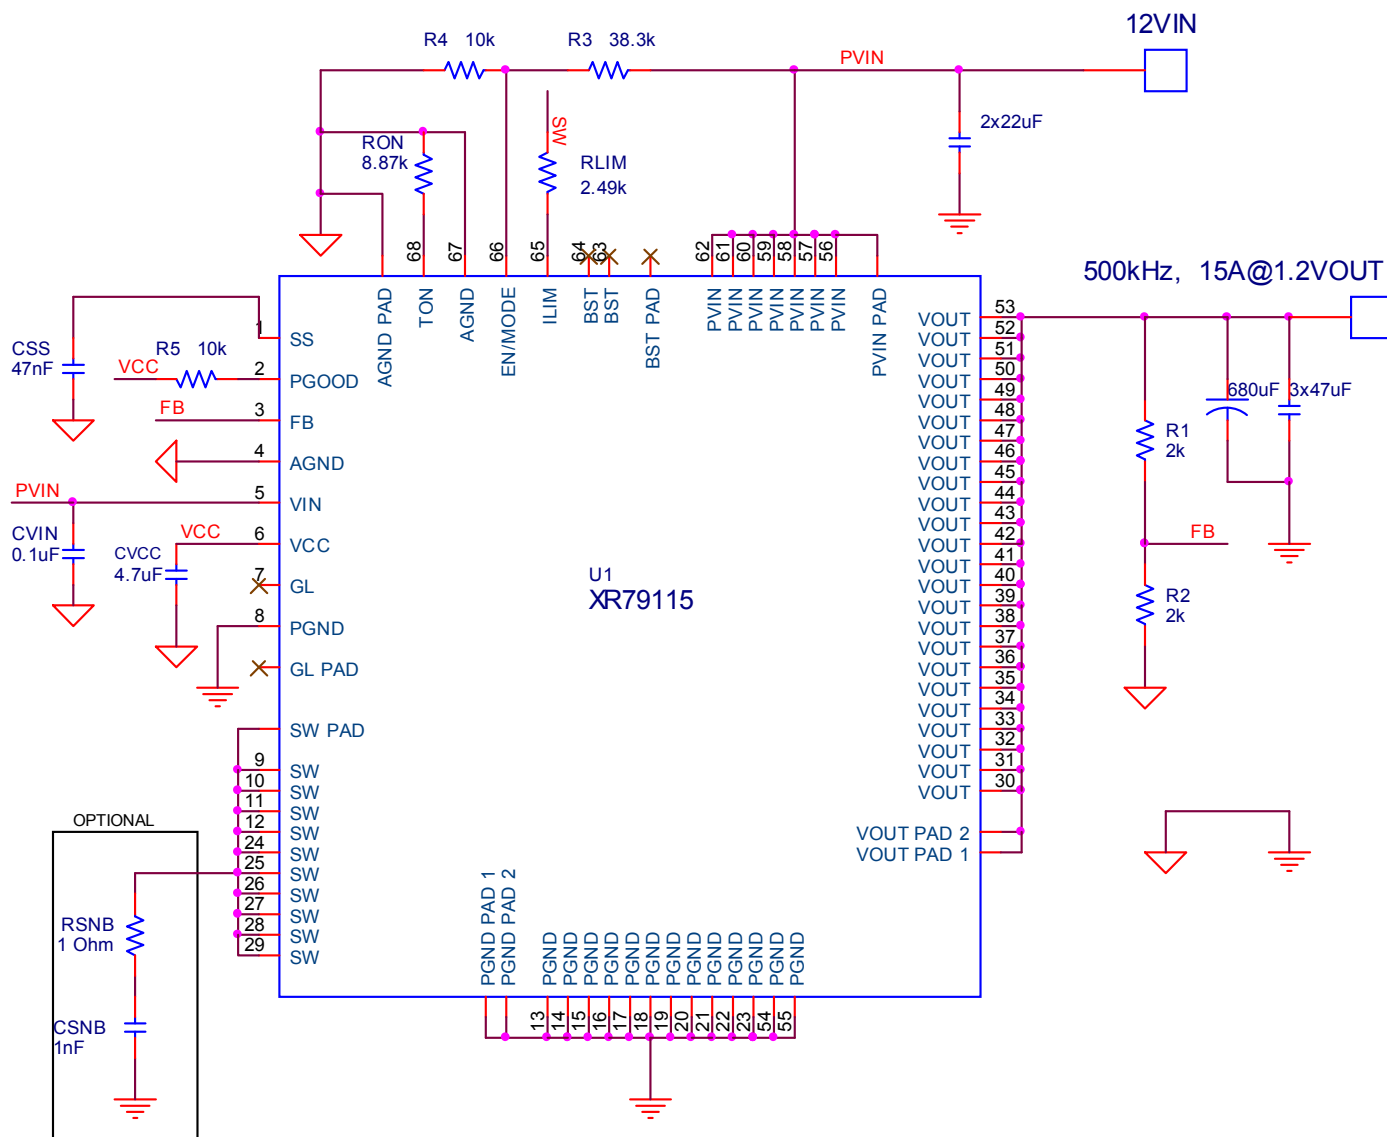 12VIN
R4 10k
R3 38.3k
PVIN
2x22uF
RON
8.87k
SW
RLIM
2.49k
68
67
66
65
64
63
62
61
60
59
58
57
56
AGND PAD
TON
AGND
EN/MODE
ILIM
BST
BST
BST PAD
PVIN
PVIN
PVIN
PVIN
PVIN
PVIN
PVIN
PVIN PAD
500kHz, 15A@1.2VOUT
CSS
47nF
1
SS
VCC
R5 10k
2
PGOOD
FB
3
FB
4
AGND
PVIN
5
VIN
CVIN
0.1uF
VCC
6
VCC
CVCC
4.7uF
7
GL
8
PGND
GL PAD
SW PAD
9
SW
10
SW
11
SW
12
SW
24
SW
25
SW
26
SW
27
SW
28
SW
29
SW
U1
XR79115
VOUT 53
VOUT 52
VOUT 51
VOUT 50
VOUT 49
VOUT 48
VOUT 47
VOUT 46
VOUT 45
VOUT 44
VOUT 43
VOUT 42
VOUT 41
VOUT 40
VOUT 39
VOUT 38
VOUT 37
VOUT 36
VOUT 35
VOUT 34
VOUT 33
VOUT 32
VOUT 31
VOUT 30
VOUT PAD 2
VOUT PAD 1
680uF
3x47uF
R1
2k
FB
R2
2k
OPTIONAL
RSNB
1 Ohm
CSNB
1nF
PGND PAD 1
PGND PAD 2
PGND
PGND
PGND
PGND
PGND
PGND
PGND
PGND
PGND
PGND
PGND
PGND
PGND
13
14
15
16
17
18
19
20
21
22
23
54
55